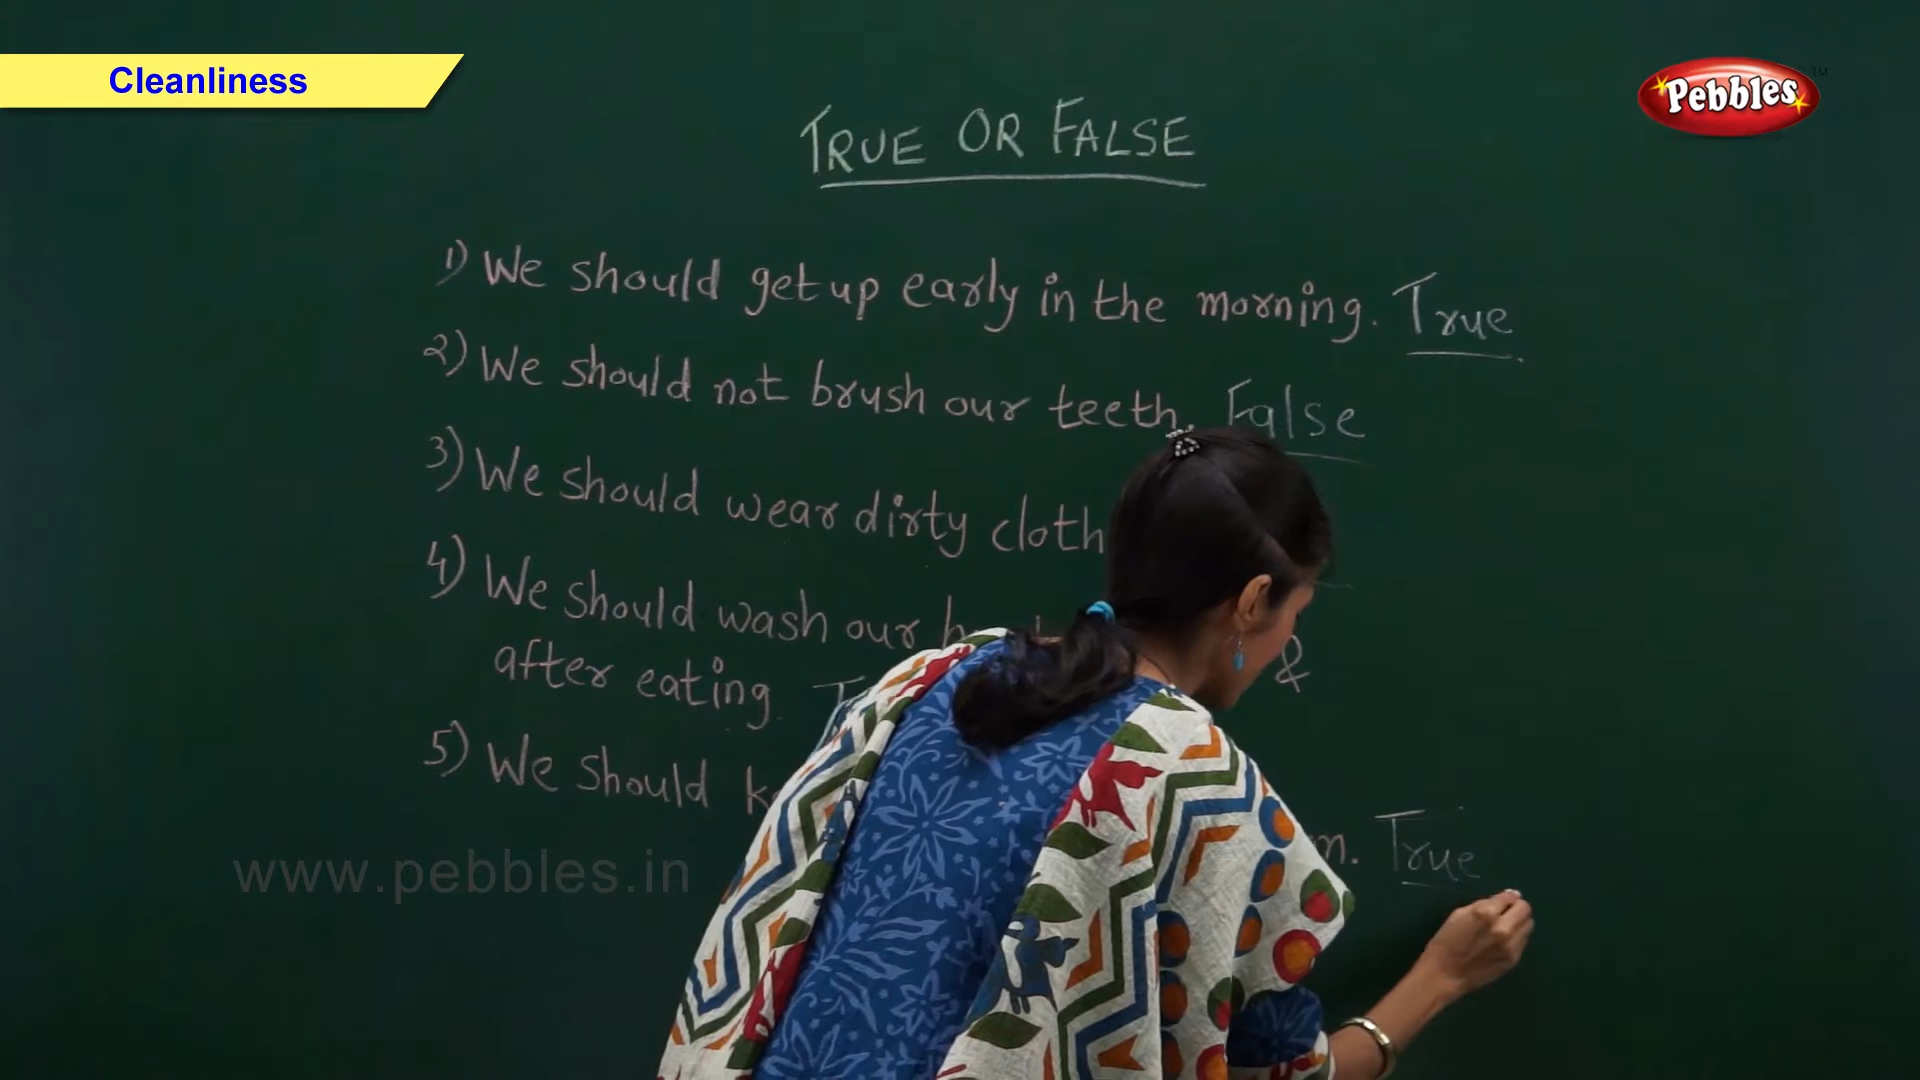 Cleanliness
Pebbles
TM
TRUE OR FALSE
1) We should get up early in the morning. True
2) We should not brush our teeth. False
3) We should wear dirty
4) We should wash our &
after eating.
5) We should True
www.pebbles.in